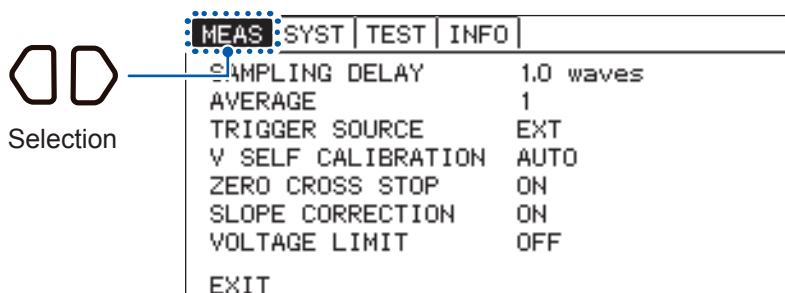 MEAS SYST TEST INFO
Selection
SAMPLING DELAY 1.0 waves
AVERAGE 1
TRIGGER SOURCE EXT
V SELF CALIBRATION AUTO
ZERO CROSS STOP ON
SLOPE CORRECTION ON
VOLTAGE LIMIT OFF
EXIT